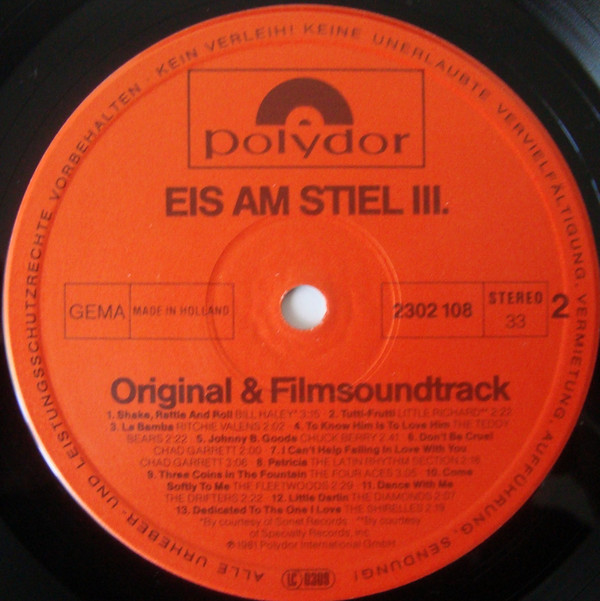 ALLE URHEBER- UND LEISTUNGSSCHUTZRECHTE VORBEHALTEN · KEIN VERLEIH! KEINE UNERLAUBTE VERVIELFÄLTIGUNG, VERMIETUNG, AUFFÜHRUNG, SENDUNG!
polydor
EIS AM STIEL III.
GEMA MADE IN HOLLAND 2302 108 STEREO 33 2
Original & Filmsoundtrack
1. Shake, Rattle And Roll BILL HALEY* 3:15 2. Tutti-Frutti LITTLE RICHARD** 2:23
3. La Bamba RITCHIE VALENS 2:02 4. To Know Him Is To Love Him THE TEDDY
BEARS 2:22 5. Johnny B. Goode CHUCK BERRY 2:41 6. Don't Be Cruel
CHAD GARRETT 2:06 7. I Can't Help Falling In Love With You
CHAD GARRETT 3:06 8. Patricia THE LATIN RHYTHM SECTION 2:18
9. Three Coins In The Fountain THE FOUR ACES 3:03 10. Come
Softly To Me THE FLEETWOODS 2:29 11. Dance With Me
THE DRIFTERS 2:22 12. Little Darlin THE DIAMONDS 2:07
13. Dedicated To The One I Love THE SHIRELLES 2:19
*By courtesy of Sonet Records · **By courtesy
of Speciality Records, Inc.
℗1981 Polydor International GmbH
LC 0309